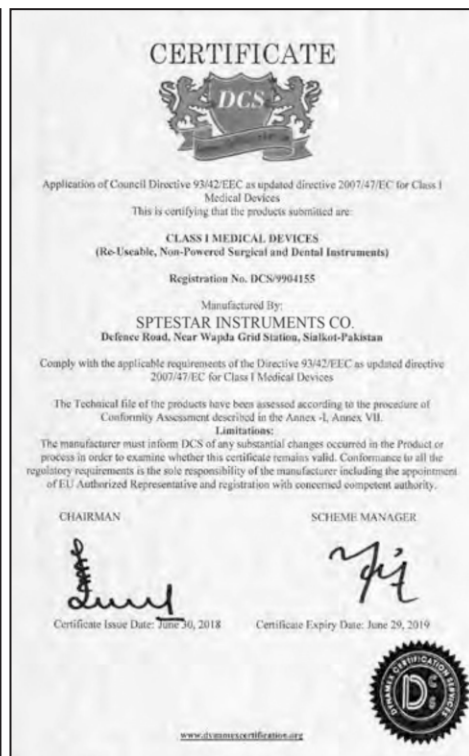 CERTIFICATE
DCS
Application of Council Directive 93/42/EEC as updated directive 2007/47/EC for Class I
Medical Devices
This is certifying that the products submitted are:
CLASS I MEDICAL DEVICES
(Re-Useable, Non-Powered Surgical and Dental Instruments)
Registration No. DCS/9904155
Manufactured By:
SPTESTAR INSTRUMENTS CO.
Defence Road, Near Wapda Grid Station, Sialkot-Pakistan
Comply with the applicable requirements of the Directive 93/42/EEC as updated directive
2007/47/EC for Class I Medical Devices
The Technical file of the products have been assessed according to the procedure of
Conformity Assessment described in the Annex -I, Annex VII.
Limitations:
The manufacturer must inform DCS of any substantial changes occurred in the Product or
process in order to examine whether this certificate remains valid. Conformance to all the
regulatory requirements is the sole responsibility of the manufacturer including the appointment
of EU Authorized Representative and registration with concerned competent authority.
CHAIRMAN
SCHEME MANAGER
Certificate Issue Date: June 30, 2018
Certificate Expiry Date: June 29, 2019
CERTIFICATION SERVICES
DCS